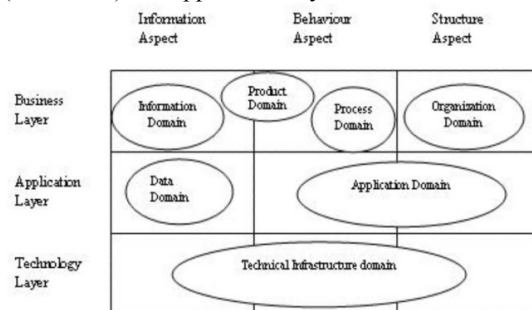 Information Aspect
Behaviour Aspect
Structure Aspect
Business Layer
Information Domain
Product Domain
Process Domain
Organization Domain
Application Layer
Data Domain
Application Domain
Technology Layer
Technical Infrastructure domain